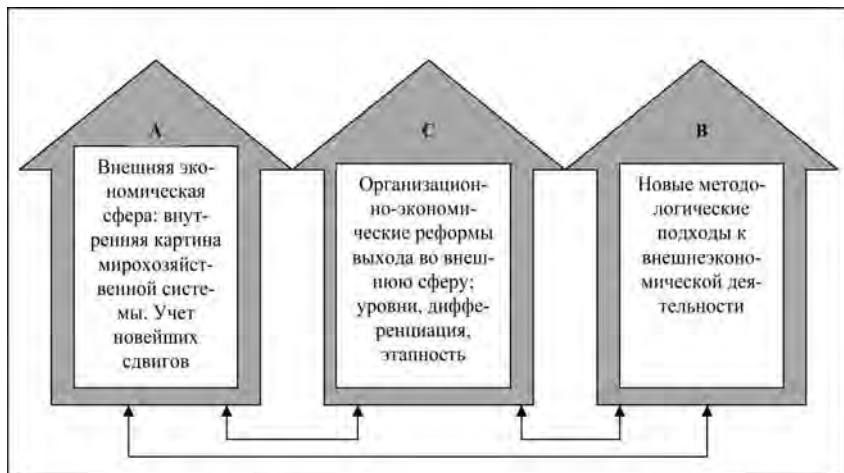 А
Внешняя эко-
номическая
сфера: внут-
ренняя картина
мирохозяйст-
венной систе-
мы. Учет
новейших
сдвигов
С
Организацион-
но-экономи-
ческие реформы
выхода во внеш-
нюю сферу:
уровни, диффе-
ренциация,
этапность
В
Новые методо-
логические
подходы к
внешнеэконо-
мической дея-
тельности